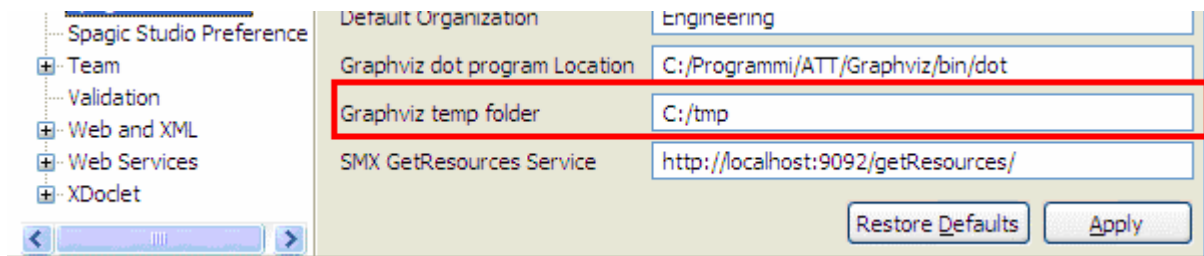 Default Organization Engineering
Spagic Studio Preference
Team
Graphviz dot program Location C:/Programmi/ATT/Graphviz/bin/dot
Validation
Graphviz temp folder C:/tmp
Web and XML
Web Services
SMX GetResources Service http://localhost:9092/getResources/
XDoclet
Restore Defaults Apply